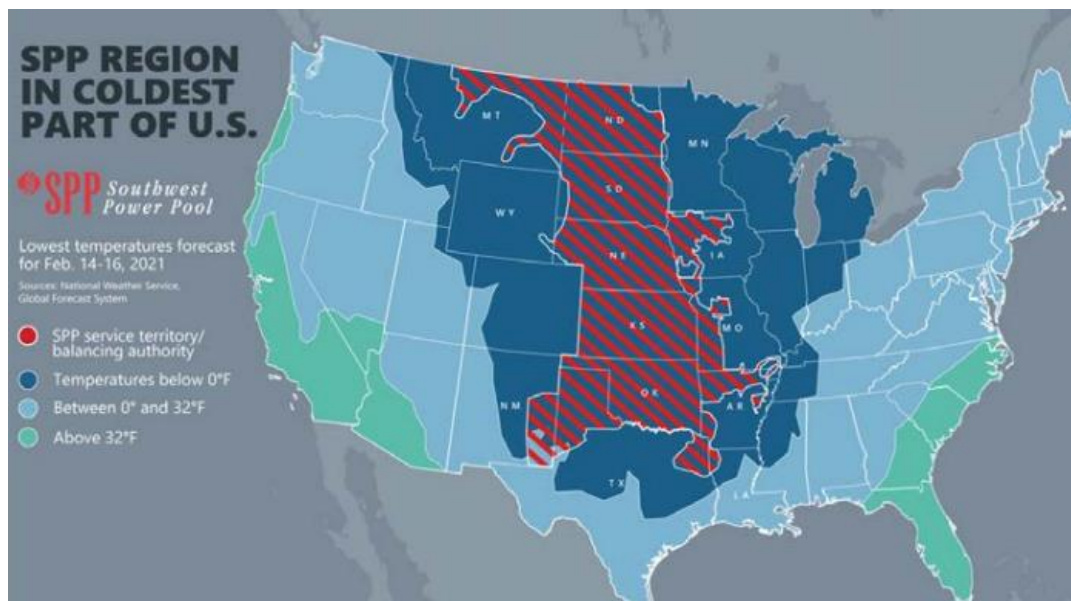 SPP REGION
IN COLDEST
PART OF U.S.
SPP Southwest
Power Pool
Lowest temperatures forecast
for Feb. 14-16, 2021
Sources: National Weather Service,
Global Forecast System
SPP service territory/
balancing authority
Temperatures below 0°F
Between 0° and 32°F
Above 32°F
MT
ND
MN
SD
WY
NE
IA
KS
MO
NM
OK
AR
TX
LA